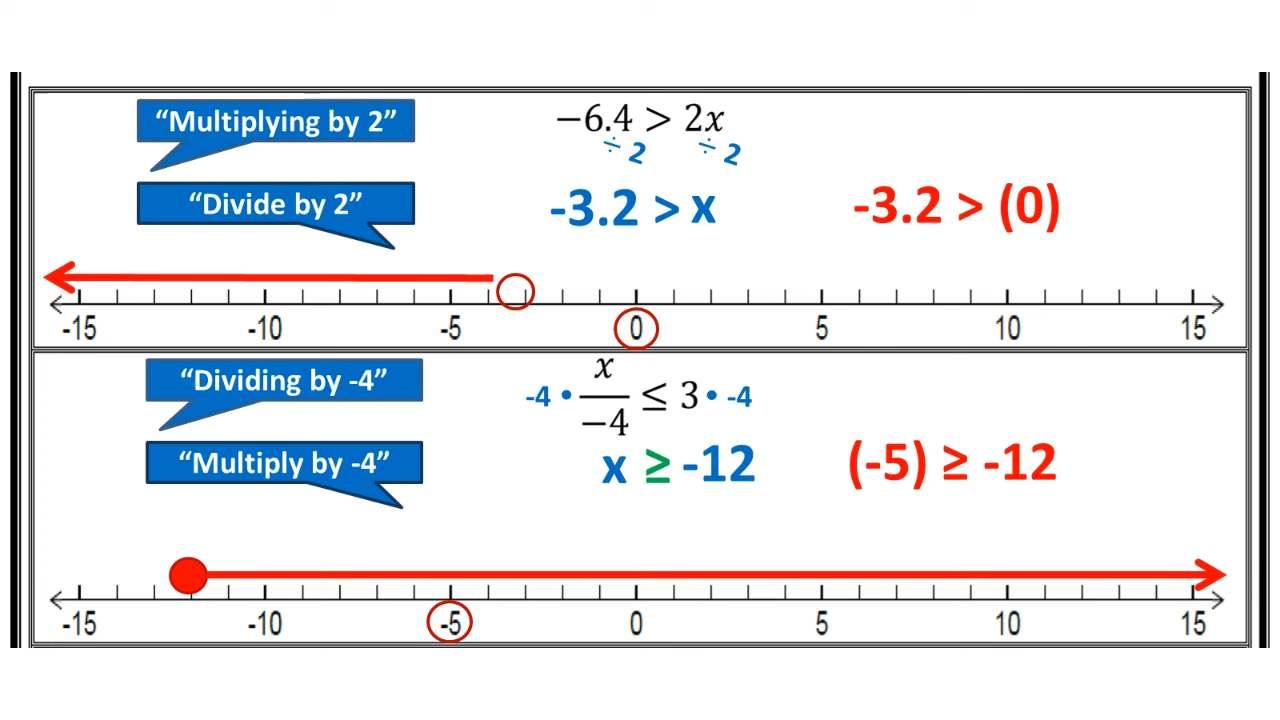 “Multiplying by 2”
−6.4 > 2x
÷ 2 ÷ 2
“Divide by 2”
-3.2 > x
-3.2 > (0)
-15 -10 -5 0 5 10 15
“Dividing by -4”
-4 • x/−4 ≤ 3 • -4
“Multiply by -4”
x ≥ -12
(-5) ≥ -12
-15 -10 -5 0 5 10 15